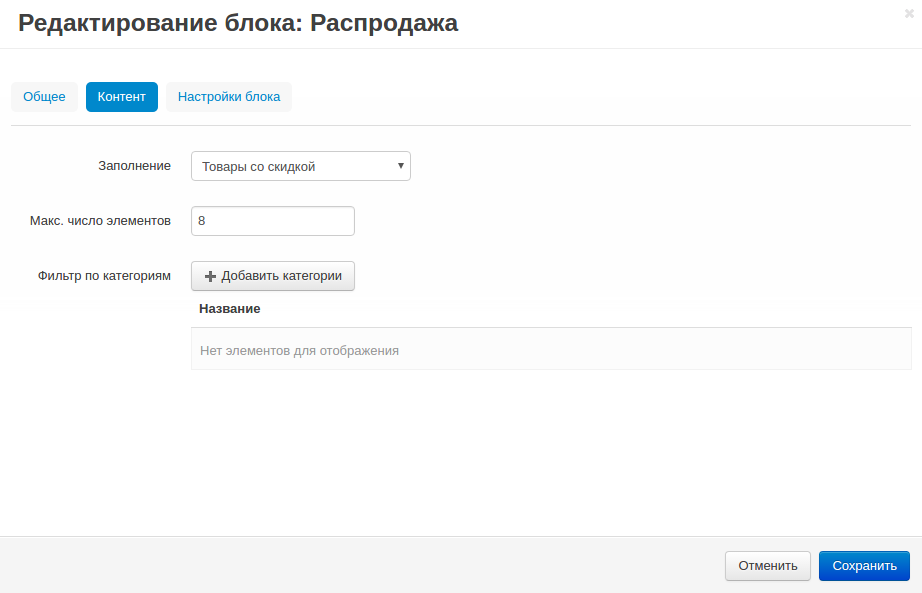 Редактирование блока: Распродажа
Общее
Контент
Настройки блока
Заполнение
Товары со скидкой
Макс. число элементов
8
Фильтр по категориям
Добавить категории
Название
Нет элементов для отображения
Отменить
Сохранить